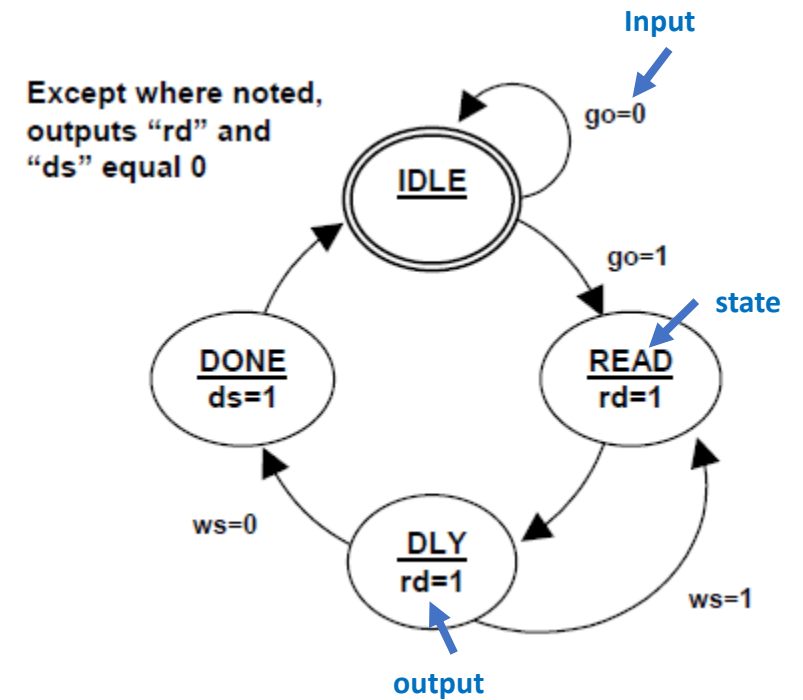 Input
Except where noted,
outputs “rd” and
“ds” equal 0
go=0
IDLE
go=1
state
DONE
ds=1
READ
rd=1
ws=0
DLY
rd=1
ws=1
output